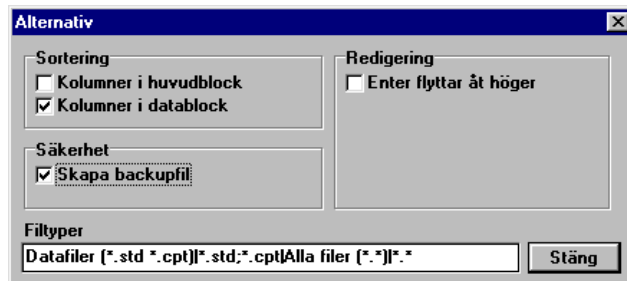 Alternativ
Sortering
Kolumner i huvudblock
Kolumner i datablock
Säkerhet
Skapa backupfil
Redigering
Enter flyttar åt höger
Filtyper
Datafiler (*.std *.cpt)|*.std;*.cpt|Alla filer (*.*)|*.*
Stäng